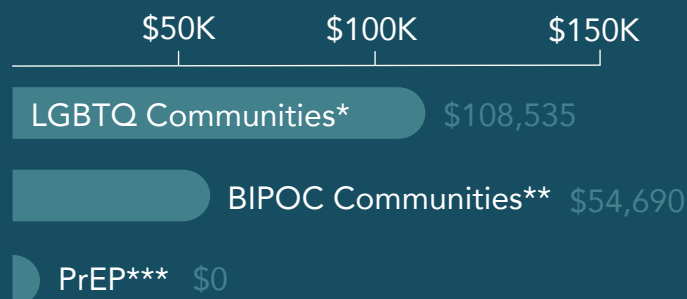 $50K $100K $150K
LGBTQ Communities* $108,535
BIPOC Communities** $54,690
PrEP*** $0